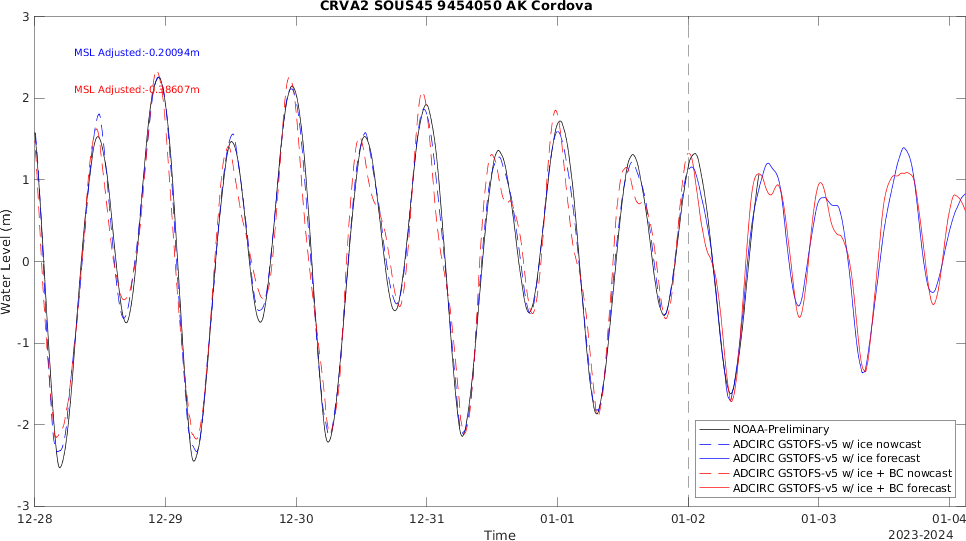 CRVA2 SOUS45 9454050 AK Cordova
MSL Adjusted:-0.20094m
MSL Adjusted:-0.38607m
Water Level (m)
3
2
1
0
-1
-2
-3
NOAA-Preliminary
ADCIRC GSTOFS-v5 w/ ice nowcast
ADCIRC GSTOFS-v5 w/ ice forecast
ADCIRC GSTOFS-v5 w/ ice + BC nowcast
ADCIRC GSTOFS-v5 w/ ice + BC forecast
12-28 12-29 12-30 12-31 01-01 01-02 01-03 01-04
Time
2023-2024